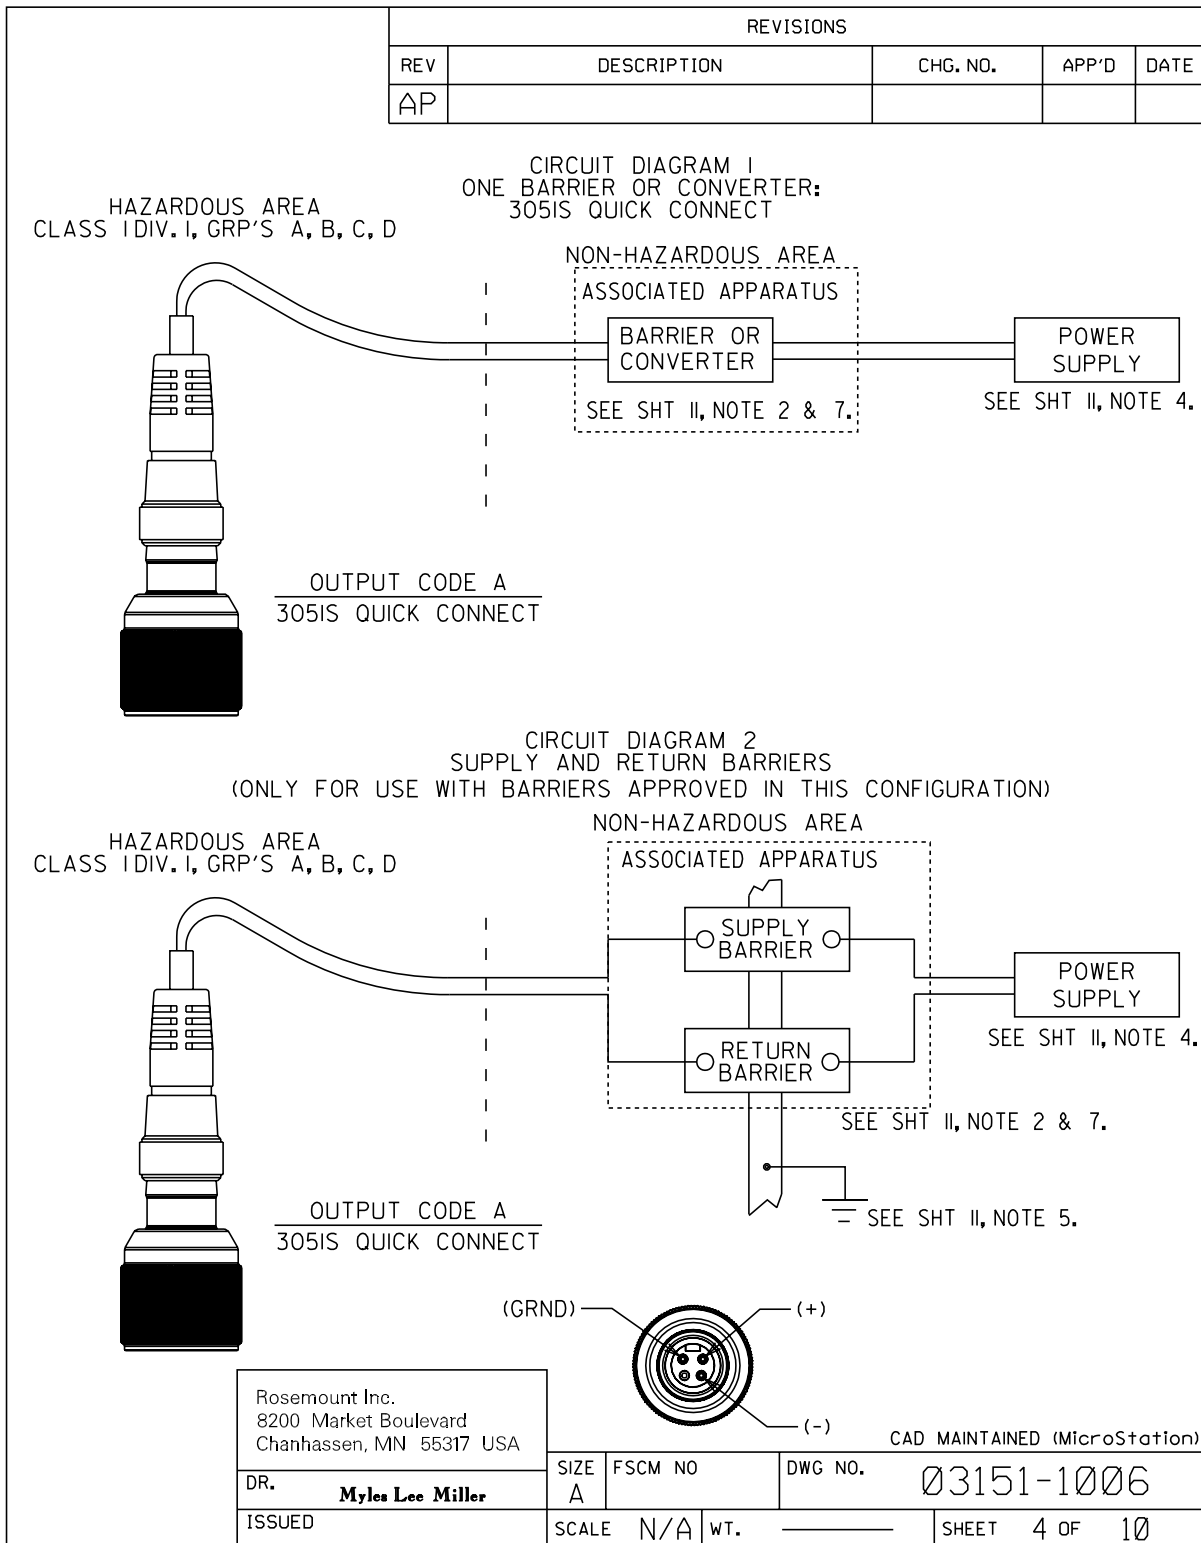 REVISIONS
REV DESCRIPTION CHG. NO. APP'D DATE
AP
CIRCUIT DIAGRAM I
ONE BARRIER OR CONVERTER:
3051S QUICK CONNECT
HAZARDOUS AREA
CLASS I DIV. I, GRP'S A, B, C, D
NON-HAZARDOUS AREA
ASSOCIATED APPARATUS
BARRIER OR
CONVERTER
SEE SHT II, NOTE 2 & 7.
POWER
SUPPLY
SEE SHT II, NOTE 4.
OUTPUT CODE A
3051S QUICK CONNECT
CIRCUIT DIAGRAM 2
SUPPLY AND RETURN BARRIERS
(ONLY FOR USE WITH BARRIERS APPROVED IN THIS CONFIGURATION)
HAZARDOUS AREA
CLASS I DIV. I, GRP'S A, B, C, D
NON-HAZARDOUS AREA
ASSOCIATED APPARATUS
SUPPLY
BARRIER
RETURN
BARRIER
POWER
SUPPLY
SEE SHT II, NOTE 4.
SEE SHT II, NOTE 2 & 7.
SEE SHT II, NOTE 5.
OUTPUT CODE A
3051S QUICK CONNECT
(GRND)
(+)
(-)
Rosemount Inc.
8200 Market Boulevard
Chanhassen, MN 55317 USA
CAD MAINTAINED (MicroStation)
DR. Myles Lee Miller
ISSUED
SIZE A
FSCM NO
DWG NO. 03151-1006
SCALE N/A
WT.
SHEET 4 OF 10